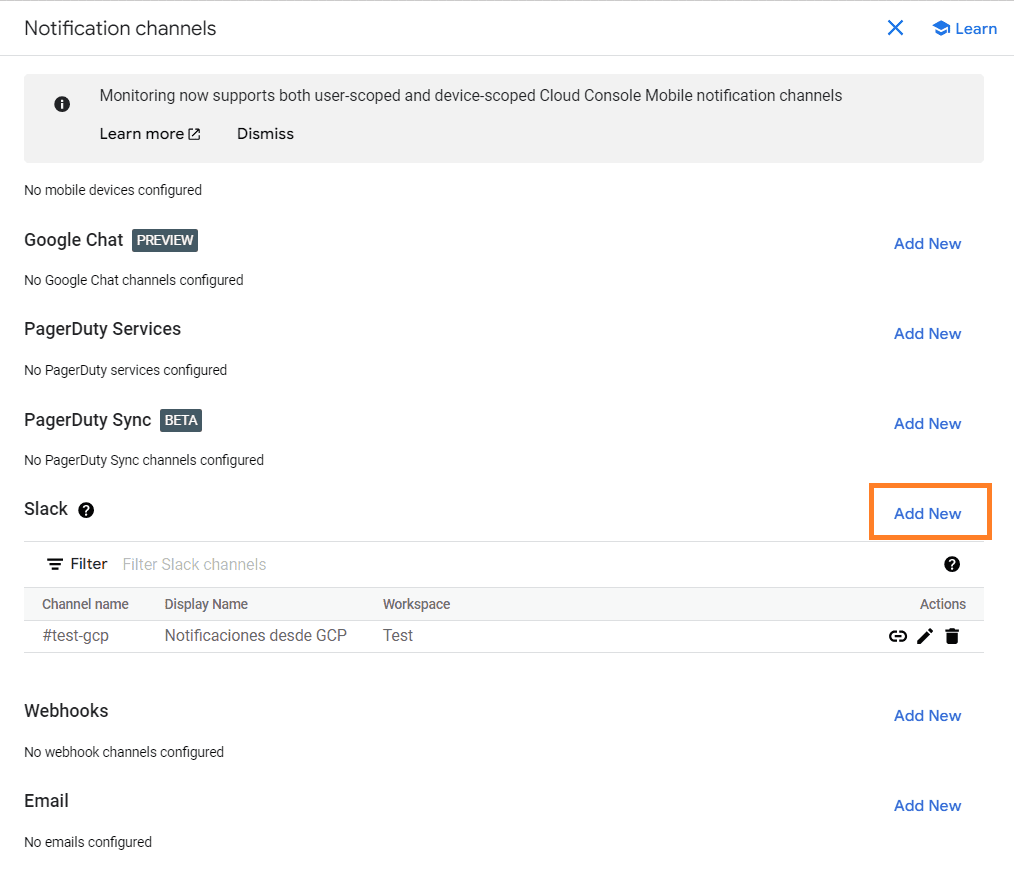 Notification channels
Learn
Monitoring now supports both user-scoped and device-scoped Cloud Console Mobile notification channels
Learn more Dismiss
No mobile devices configured
Google Chat PREVIEW Add New
No Google Chat channels configured
PagerDuty Services Add New
No PagerDuty services configured
PagerDuty Sync BETA Add New
No PagerDuty Sync channels configured
Slack Add New
Filter Filter Slack channels
Channel name Display Name Workspace Actions
#test-gcp Notificaciones desde GCP Test
Webhooks Add New
No webhook channels configured
Email Add New
No emails configured